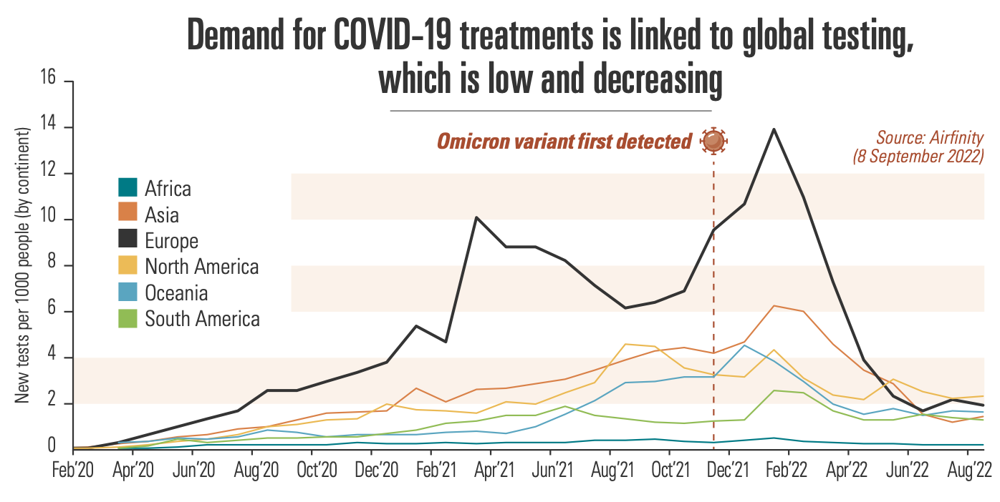 Demand for COVID-19 treatments is linked to global testing,
which is low and decreasing
Omicron variant first detected
Source: Airfinity
(8 September 2022)
New tests per 1000 people (by continent)
16
14
12
10
8
6
4
2
0
Africa
Asia
Europe
North America
Oceania
South America
Feb'20 Apr'20 Jun'20 Aug'20 Oct'20 Dec'20 Feb'21 Apr'21 Jun'21 Aug'21 Oct'21 Dec'21 Feb'22 Apr'22 Jun'22 Aug'22